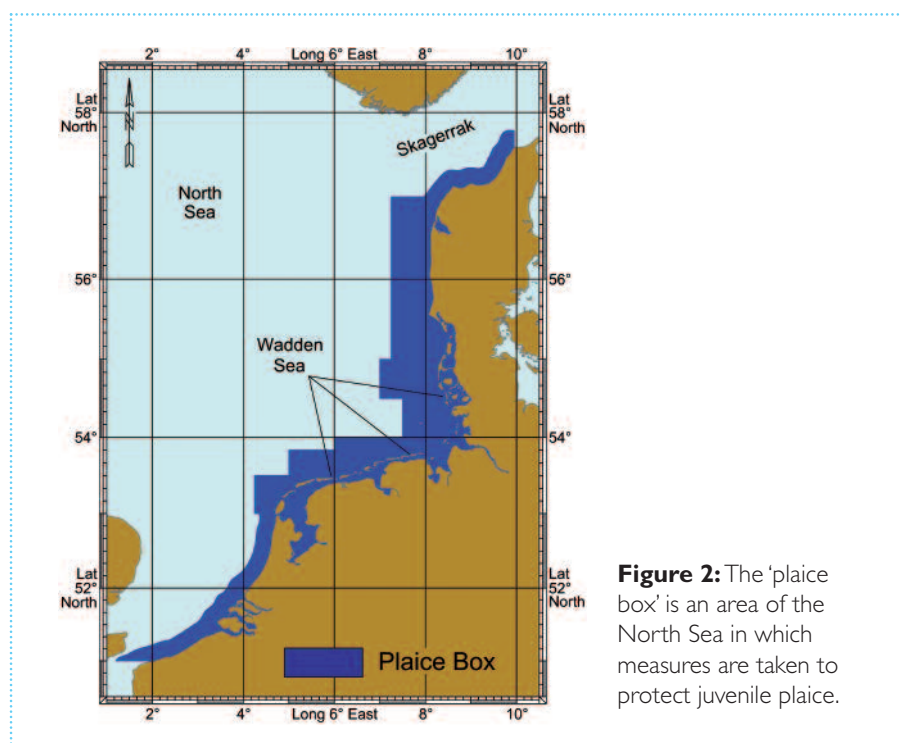 2° 4° Long 6° East 8° 10°
Lat Lat
58° 58°
North North
N
Skagerrak
North
Sea
56° 56°
Wadden
Sea
54° 54°
Lat Lat
52° 52°
North North
Plaice Box
2° 4° Long 6° East 8° 10°
Figure 2: The ‘plaice
box’ is an area of the
North Sea in which
measures are taken to
protect juvenile plaice.